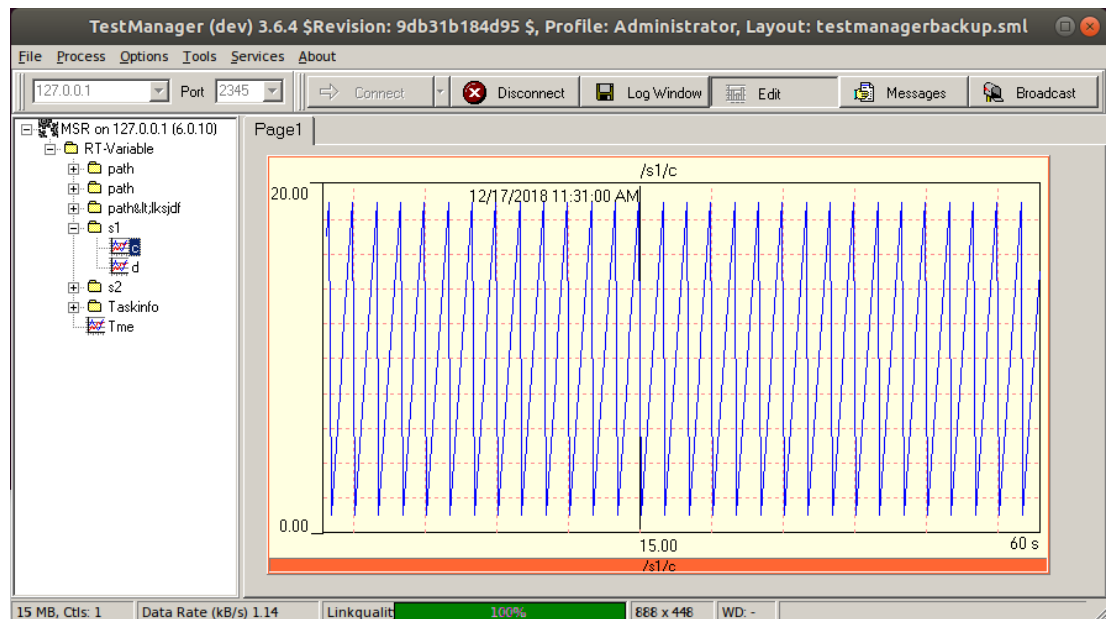 TestManager (dev) 3.6.4 $Revision: 9db31b184d95 $, Profile: Administrator, Layout: testmanagerbackup.sml
File Process Options Tools Services About
127.0.0.1 Port 2345 Connect Disconnect Log Window Edit Messages Broadcast
MSR on 127.0.0.1 (6.0.10)
RT-Variable
path
path
path&lt;lksjdf
s1
c
d
s2
Taskinfo
Tme
Page1
/s1/c
20.00
12/17/2018 11:31:00 AM
0.00
15.00 60 s
/s1/c
15 MB, Ctls: 1 Data Rate (kB/s) 1.14 Linkqualit 100% 888 x 448 WD: -